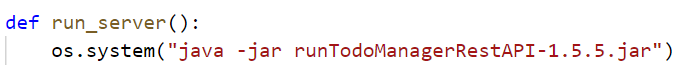 def run_server():
    os.system("java -jar runTodoManagerRestAPI-1.5.5.jar")